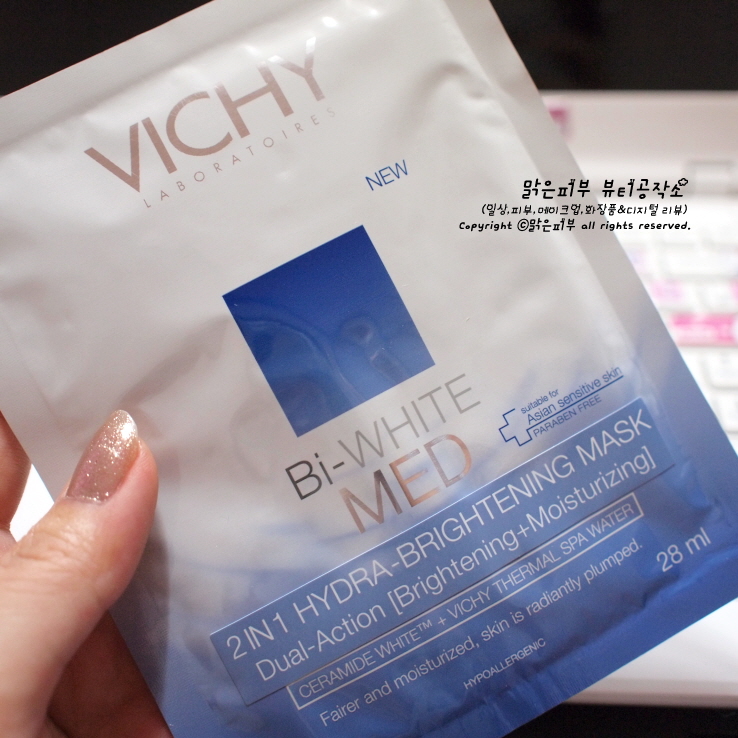 VICHY
LABORATOIRES
NEW
맑은피부 뷰티공작소
(일상,피부,메이크업,화장품&디지털 리뷰)
Copyright ⓒ맑은피부 all rights reserved.
Bi-WHITE
MED
suitable for
Asian sensitive skin
PARABEN FREE
2IN1 HYDRA-BRIGHTENING MASK
Dual-Action [Brightening+Moisturizing]
CERAMIDE WHITE™ + VICHY THERMAL SPA WATER
Fairer and moisturized, skin is radiantly plumped.
28 ml
HYPOALLERGENIC